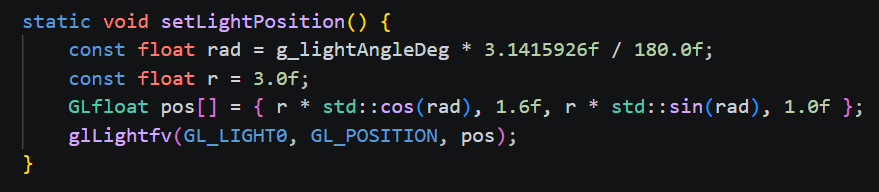 static void setLightPosition() {
    const float rad = g_lightAngleDeg * 3.1415926f / 180.0f;
    const float r = 3.0f;
    GLfloat pos[] = { r * std::cos(rad), 1.6f, r * std::sin(rad), 1.0f };
    glLightfv(GL_LIGHT0, GL_POSITION, pos);
}